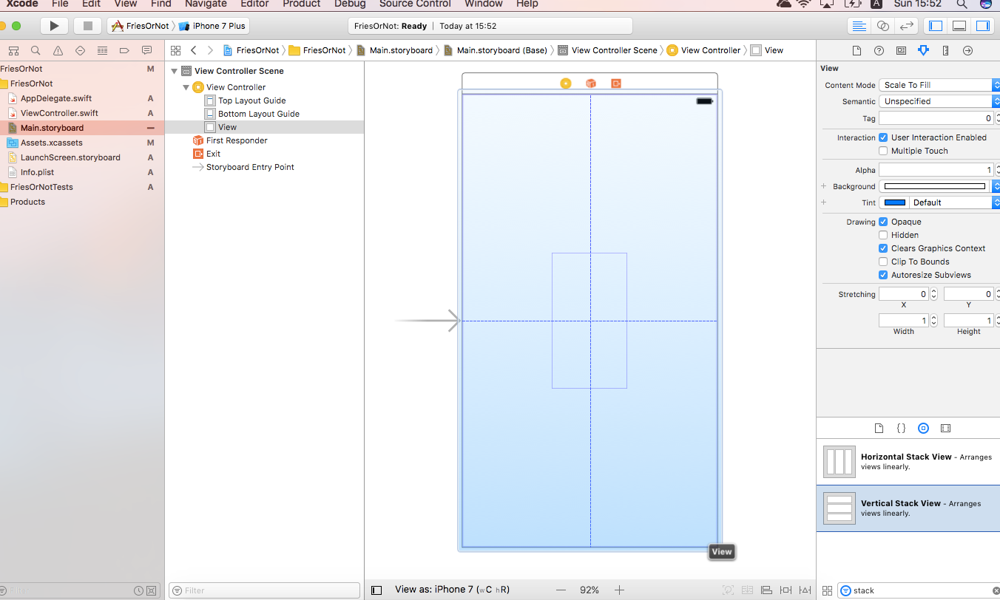 Xcode File Edit View Find Navigate Editor Product Debug Source Control Window Help A Sun 15:52
FriesOrNot iPhone 7 Plus FriesOrNot: Ready | Today at 15:52
FriesOrNot FriesOrNot Main.storyboard Main.storyboard (Base) View Controller Scene View Controller View
FriesOrNot M
FriesOrNot
AppDelegate.swift A
ViewController.swift A
Main.storyboard –
Assets.xcassets M
LaunchScreen.storyboard A
Info.plist A
FriesOrNotTests A
Products
View Controller Scene
View Controller
Top Layout Guide
Bottom Layout Guide
View
First Responder
Exit
Storyboard Entry Point
View
View
Content Mode Scale To Fill
Semantic Unspecified
Tag 0
Interaction User Interaction Enabled
Multiple Touch
Alpha 1
+ Background
+ Tint Default
Drawing Opaque
Hidden
Clears Graphics Context
Clip To Bounds
Autoresize Subviews
Stretching 0 0
X Y
1 1
Width Height
{}
Horizontal Stack View - Arranges
views linearly.
Vertical Stack View - Arranges
views linearly.
Filter
Filter
View as: iPhone 7 (wC hR) — 92% +
stack